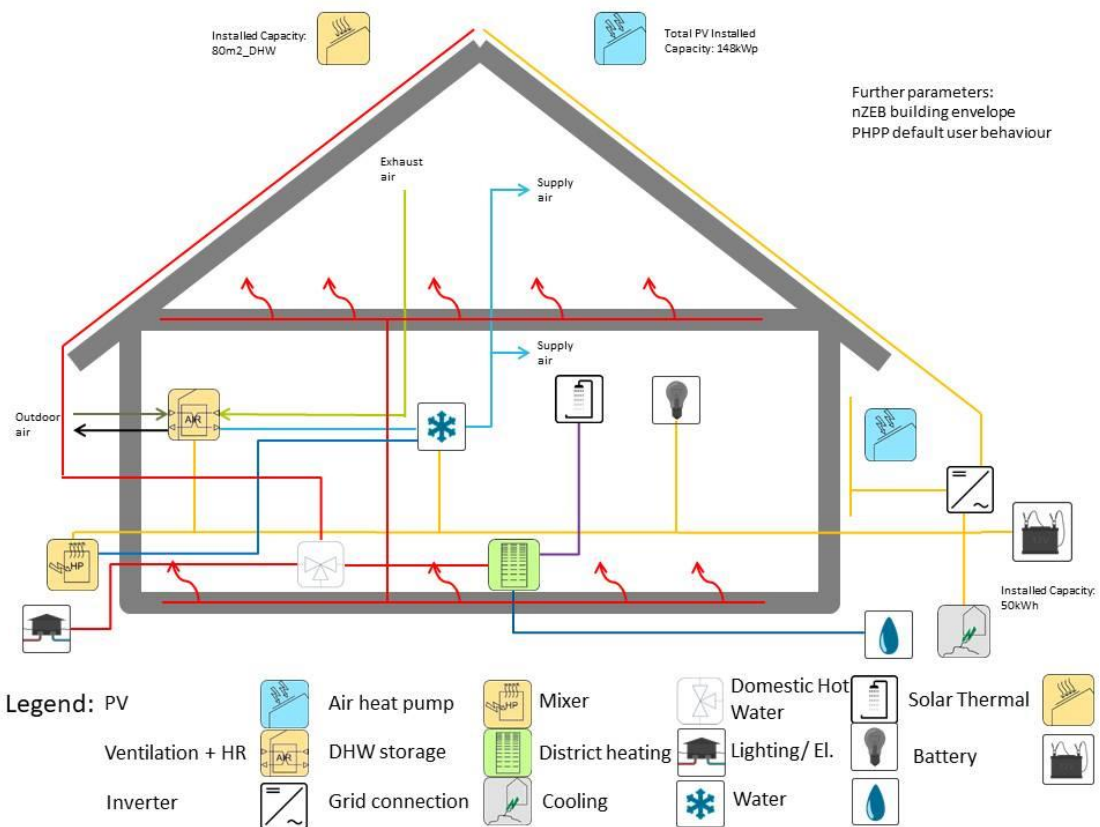 Installed Capacity:
80m2_DHW
Total PV Installed
Capacity: 148kWp
Further parameters:
nZEB building envelope
PHPP default user behaviour
Exhaust
air
Supply
air
Supply
air
Outdoor
air
AIR
HP
Installed Capacity:
50kWh
Legend: PV
Air heat pump
HP
Mixer
Domestic Hot
Water
Solar Thermal
Ventilation + HR
AIR
DHW storage
District heating
Lighting/ El.
Battery
Inverter
Grid connection
Cooling
Water